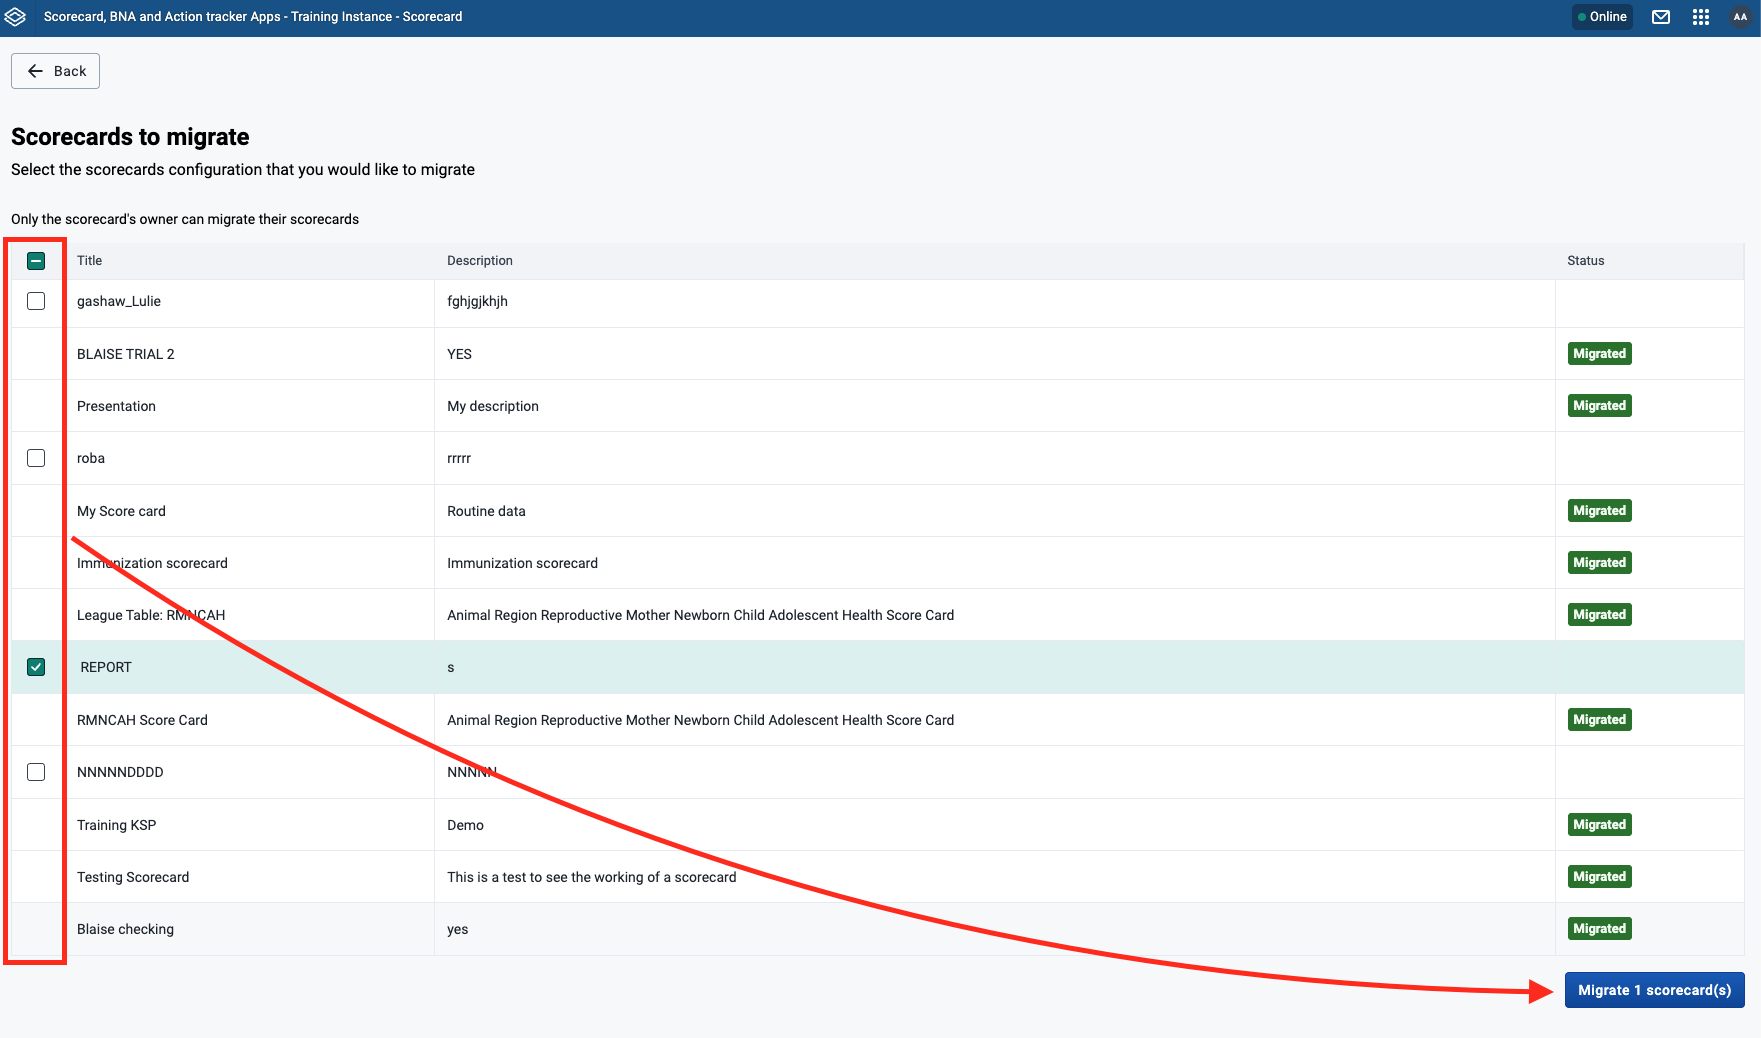 Scorecard, BNA and Action tracker Apps - Training Instance - Scorecard
Online
AA
Back
Scorecards to migrate
Select the scorecards configuration that you would like to migrate
Only the scorecard's owner can migrate their scorecards
Title Description Status
gashaw_Lulie fghjgjkhjh
BLAISE TRIAL 2 YES Migrated
Presentation My description Migrated
roba rrrrr
My Score card Routine data Migrated
Immunization scorecard Immunization scorecard Migrated
League Table: RMNCAH Animal Region Reproductive Mother Newborn Child Adolescent Health Score Card Migrated
REPORT s
RMNCAH Score Card Animal Region Reproductive Mother Newborn Child Adolescent Health Score Card Migrated
NNNNNDDDD NNNNN
Training KSP Demo Migrated
Testing Scorecard This is a test to see the working of a scorecard Migrated
Blaise checking yes Migrated
Migrate 1 scorecard(s)